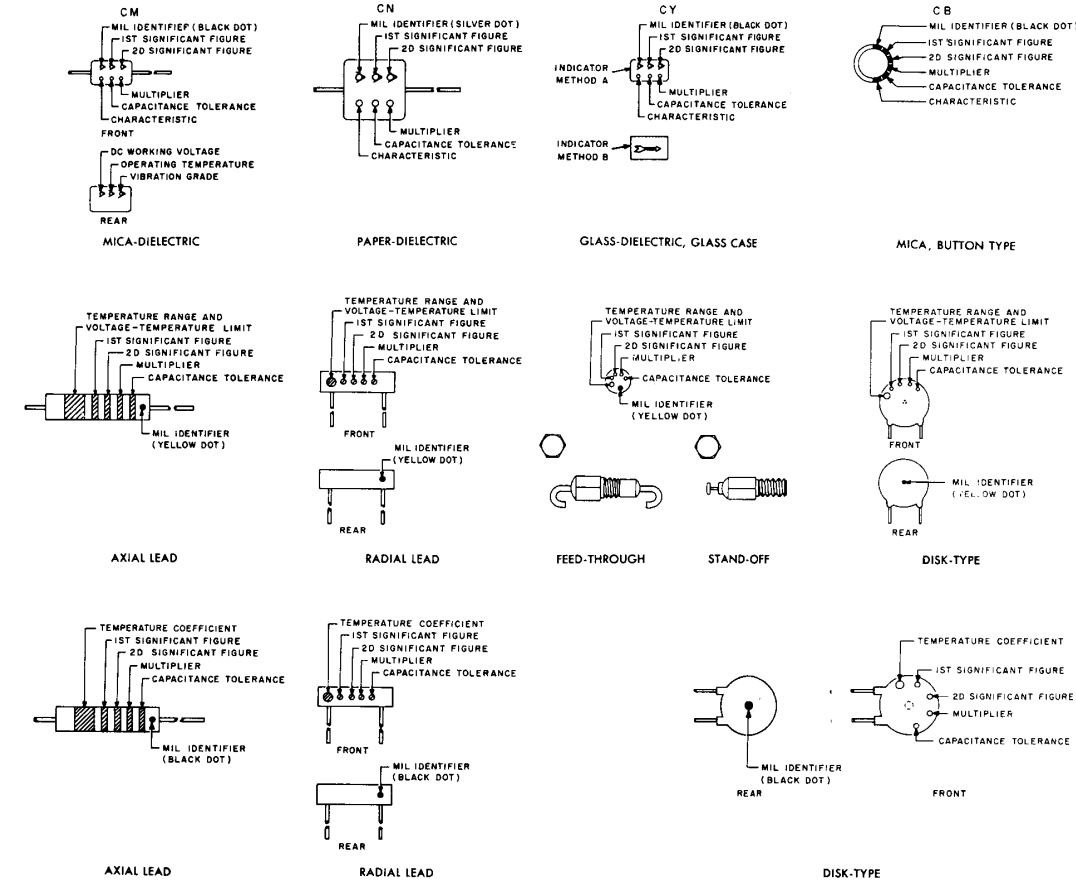 CM
MIL IDENTIFIER (BLACK DOT)
1ST SIGNIFICANT FIGURE
2D SIGNIFICANT FIGURE
MULTIPLIER
CAPACITANCE TOLERANCE
CHARACTERISTIC
FRONT
DC WORKING VOLTAGE
OPERATING TEMPERATURE
VIBRATION GRADE
REAR
MICA-DIELECTRIC
CN
MIL IDENTIFIER (SILVER DOT)
1ST SIGNIFICANT FIGURE
2D SIGNIFICANT FIGURE
MULTIPLIER
CAPACITANCE TOLERANCE
CHARACTERISTIC
PAPER-DIELECTRIC
CY
MIL IDENTIFIER (BLACK DOT)
1ST SIGNIFICANT FIGURE
2D SIGNIFICANT FIGURE
INDICATOR
METHOD A
MULTIPLIER
CAPACITANCE TOLERANCE
CHARACTERISTIC
INDICATOR
METHOD B
GLASS-DIELECTRIC, GLASS CASE
CB
MIL IDENTIFIER (BLACK DOT)
1ST SIGNIFICANT FIGURE
2D SIGNIFICANT FIGURE
MULTIPLIER
CAPACITANCE TOLERANCE
CHARACTERISTIC
MICA, BUTTON TYPE
TEMPERATURE RANGE AND
VOLTAGE-TEMPERATURE LIMIT
1ST SIGNIFICANT FIGURE
2D SIGNIFICANT FIGURE
MULTIPLIER
CAPACITANCE TOLERANCE
MIL IDENTIFIER
(YELLOW DOT)
AXIAL LEAD
TEMPERATURE RANGE AND
VOLTAGE-TEMPERATURE LIMIT
1ST SIGNIFICANT FIGURE
2D SIGNIFICANT FIGURE
MULTIPLIER
CAPACITANCE TOLERANCE
FRONT
MIL IDENTIFIER
(YELLOW DOT)
REAR
RADIAL LEAD
TEMPERATURE RANGE AND
VOLTAGE-TEMPERATURE LIMIT
1ST SIGNIFICANT FIGURE
2D SIGNIFICANT FIGURE
MULTIPLIER
CAPACITANCE TOLERANCE
MIL IDENTIFIER
(YELLOW DOT)
FEED-THROUGH
STAND-OFF
TEMPERATURE RANGE AND
VOLTAGE-TEMPERATURE LIMIT
1ST SIGNIFICANT FIGURE
2D SIGNIFICANT FIGURE
MULTIPLIER
CAPACITANCE TOLERANCE
FRONT
MIL IDENTIFIER
(YELLOW DOT)
REAR
DISK-TYPE
TEMPERATURE COEFFICIENT
1ST SIGNIFICANT FIGURE
2D SIGNIFICANT FIGURE
MULTIPLIER
CAPACITANCE TOLERANCE
MIL IDENTIFIER
(BLACK DOT)
AXIAL LEAD
TEMPERATURE COEFFICIENT
1ST SIGNIFICANT FIGURE
2D SIGNIFICANT FIGURE
MULTIPLIER
CAPACITANCE TOLERANCE
FRONT
MIL IDENTIFIER
(BLACK DOT)
REAR
RADIAL LEAD
MIL IDENTIFIER
(BLACK DOT)
REAR
TEMPERATURE COEFFICIENT
1ST SIGNIFICANT FIGURE
2D SIGNIFICANT FIGURE
MULTIPLIER
CAPACITANCE TOLERANCE
FRONT
DISK-TYPE